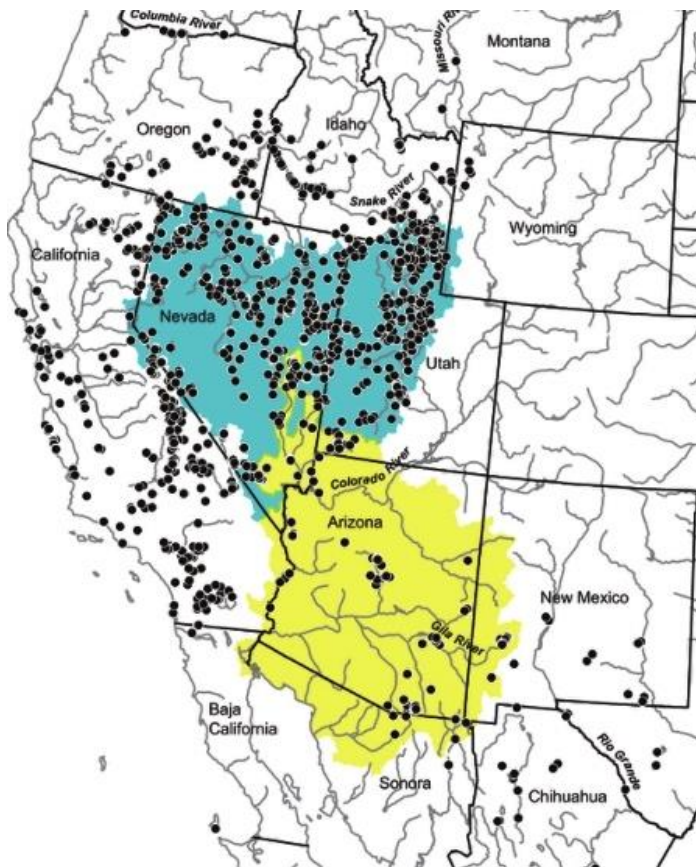 Columbia River
Missouri Riv
Montana
Oregon
Idaho
Snake River
Wyoming
California
Nevada
Utah
Colorado River
Arizona
New Mexico
Gila River
Baja
California
Rio Grande
Sonora
Chihuahua